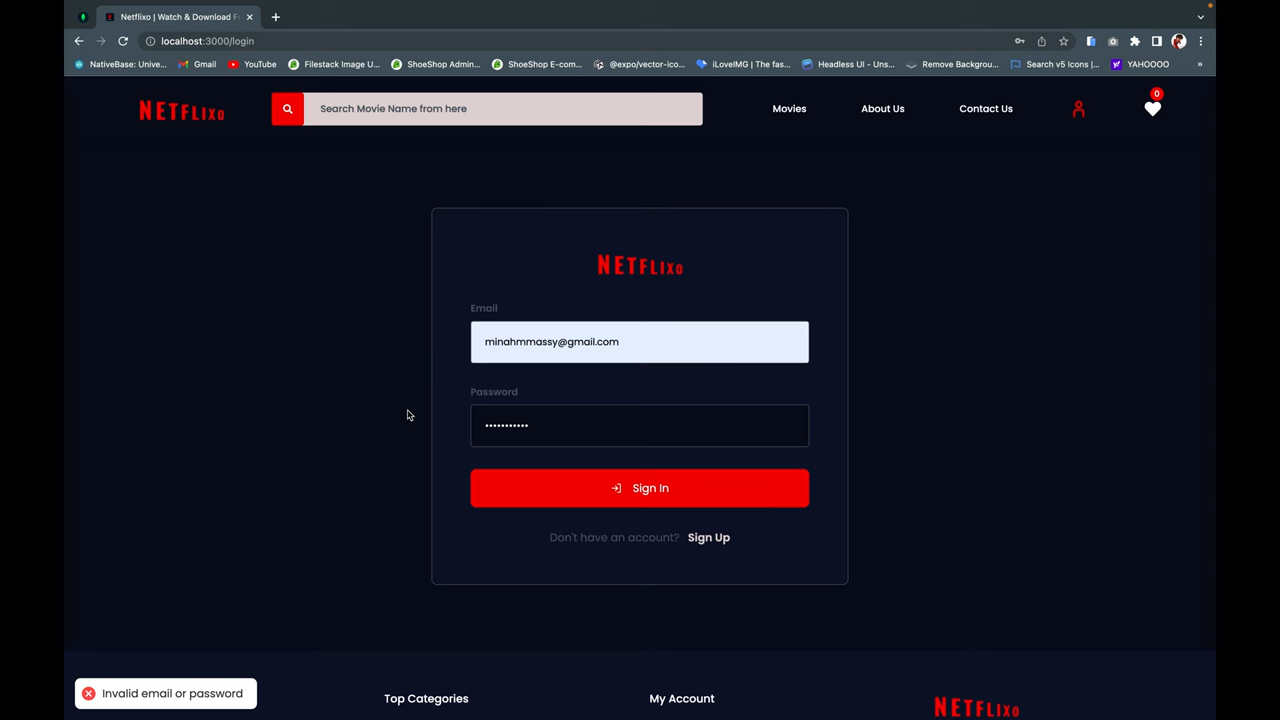 Netflixo | Watch & Download F
localhost:3000/login
NativeBase: Unive... Gmail YouTube Filestack Image U... ShoeShop Admin... ShoeShop E-com... @expo/vector-ico... iLoveIMG | The fas... Headless UI - Uns... Remove Backgrou... Search v5 Icons |... YAHOOOO »
NETFLIXO Search Movie Name from here Movies About Us Contact Us 0
NETFLIXO
Email
minahmmassy@gmail.com
Password
Sign In
Don't have an account? Sign Up
Invalid email or password
Top Categories My Account NETFLIXO